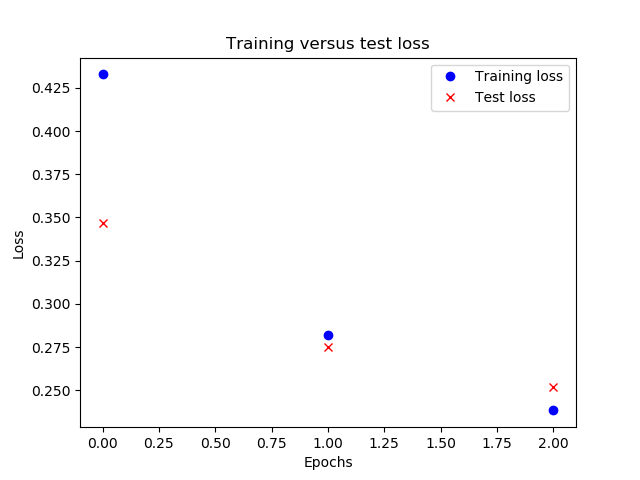 Training versus test loss
Training loss
Test loss
0.425
0.400
0.375
0.350
0.325
0.300
0.275
0.250
Loss
0.00 0.25 0.50 0.75 1.00 1.25 1.50 1.75 2.00
Epochs